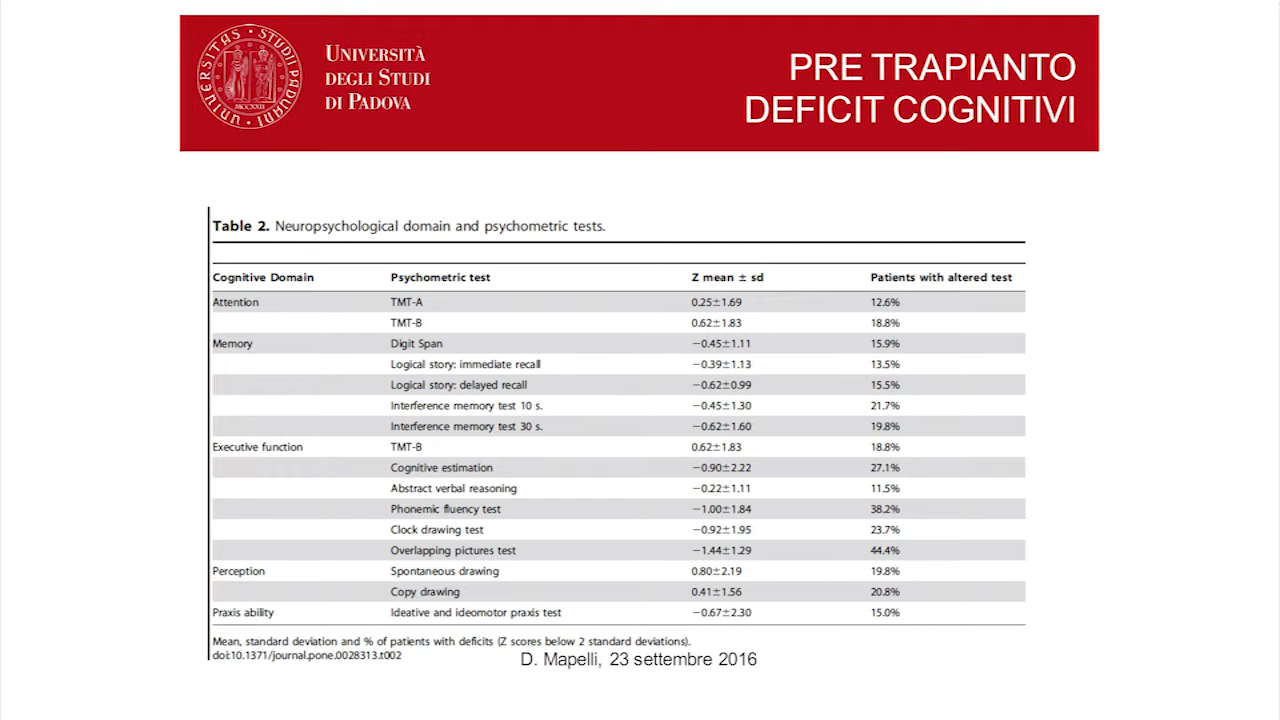 UNIVERSITAS STUDII PADUANI
MCCXXII
UNIVERSITÀ
DEGLI STUDI
DI PADOVA
PRE TRAPIANTO
DEFICIT COGNITIVI
Table 2. Neuropsychological domain and psychometric tests.
Cognitive Domain Psychometric test Z mean ± sd Patients with altered test
Attention TMT-A 0.25±1.69 12.6%
TMT-B 0.62±1.83 18.8%
Memory Digit Span −0.45±1.11 15.9%
Logical story: immediate recall −0.39±1.13 13.5%
Logical story: delayed recall −0.62±0.99 15.5%
Interference memory test 10 s. −0.45±1.30 21.7%
Interference memory test 30 s. −0.62±1.60 19.8%
Executive function TMT-B 0.62±1.83 18.8%
Cognitive estimation −0.90±2.22 27.1%
Abstract verbal reasoning −0.22±1.11 11.5%
Phonemic fluency test −1.00±1.84 38.2%
Clock drawing test −0.92±1.95 23.7%
Overlapping pictures test −1.44±1.29 44.4%
Perception Spontaneous drawing 0.80±2.19 19.8%
Copy drawing 0.41±1.56 20.8%
Praxis ability Ideative and ideomotor praxis test −0.67±2.30 15.0%
Mean, standard deviation and % of patients with deficits (Z scores below 2 standard deviations).
doi:10.1371/journal.pone.0028313.t002
D. Mapelli, 23 settembre 2016